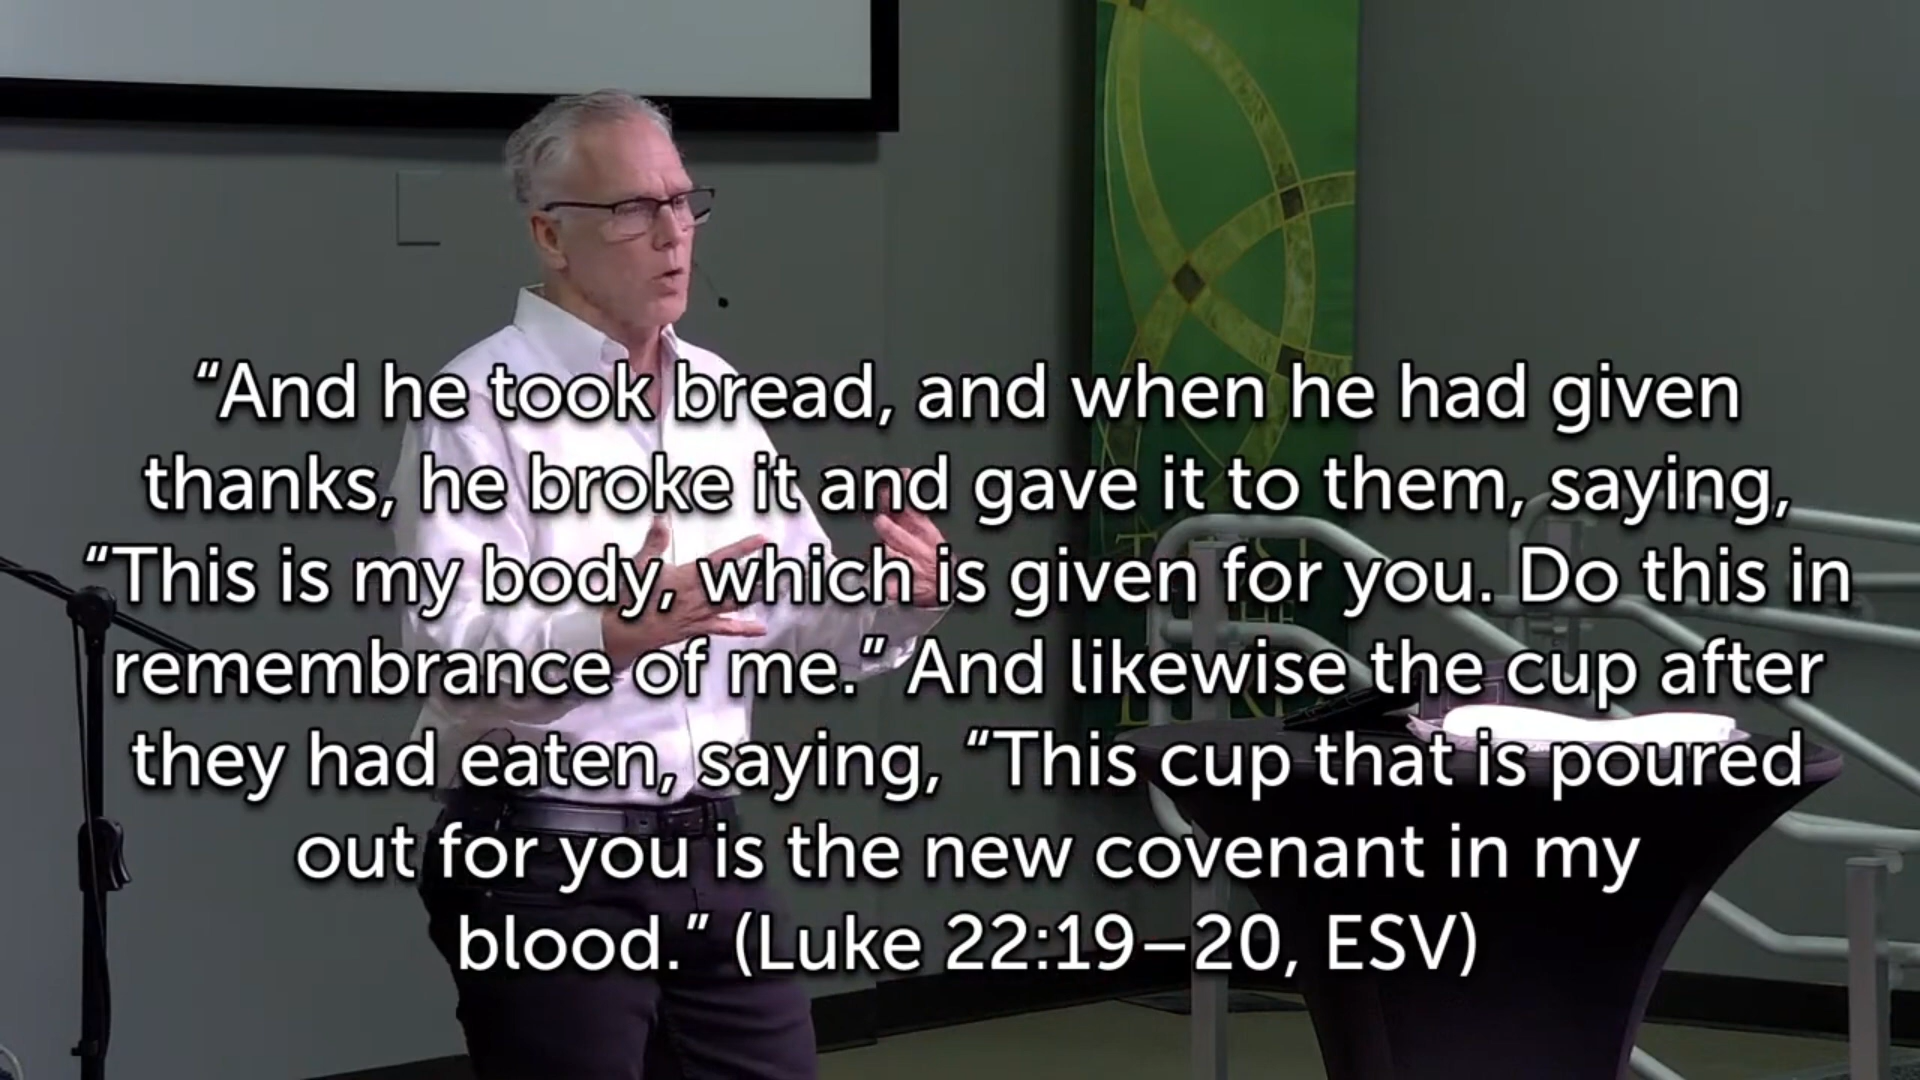 “And he took bread, and when he had given
thanks, he broke it and gave it to them, saying,
“This is my body, which is given for you. Do this in
remembrance of me.” And likewise the cup after
they had eaten, saying, “This cup that is poured
out for you is the new covenant in my
blood.” (Luke 22:19–20, ESV)